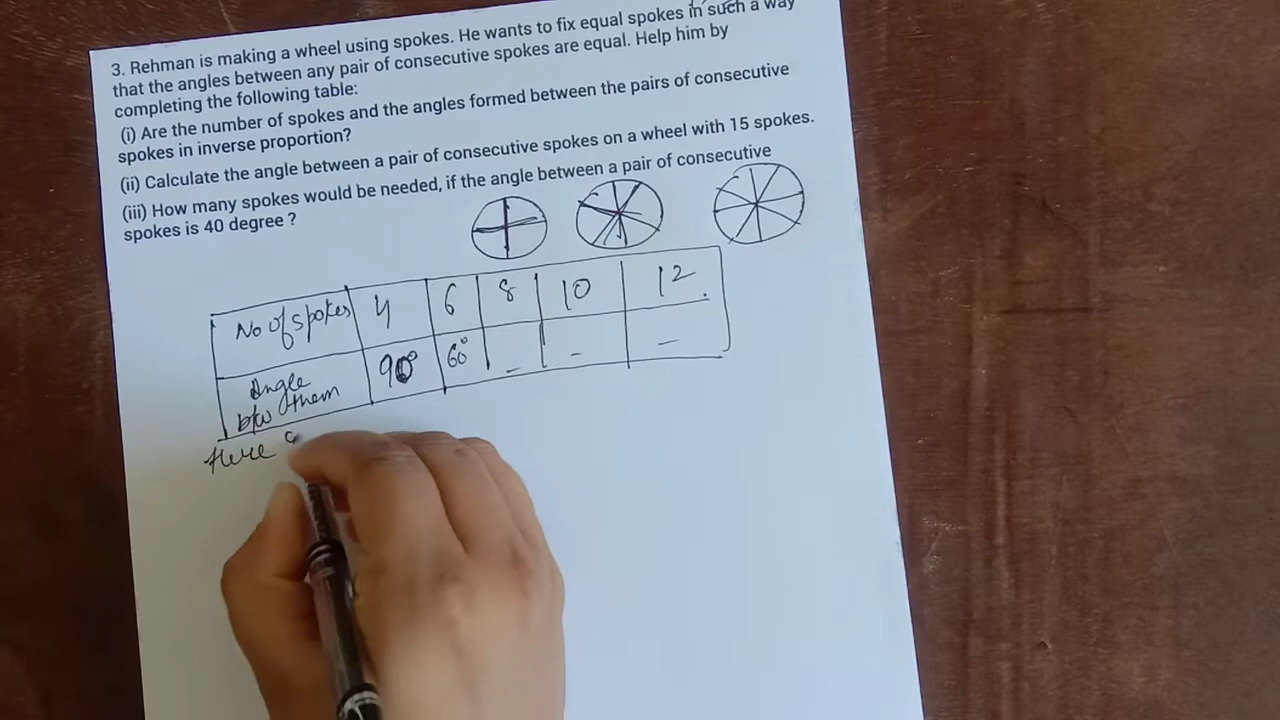 3. Rehman is making a wheel using spokes. He wants to fix equal spokes in such a way
that the angles between any pair of consecutive spokes are equal. Help him by
completing the following table:
(i) Are the number of spokes and the angles formed between the pairs of consecutive
spokes in inverse proportion?
(ii) Calculate the angle between a pair of consecutive spokes on a wheel with 15 spokes.
(iii) How many spokes would be needed, if the angle between a pair of consecutive
spokes is 40 degree ?
No of spokes 4 6 8 10 12.
Angle b/w them 90° 60° - - -
Here